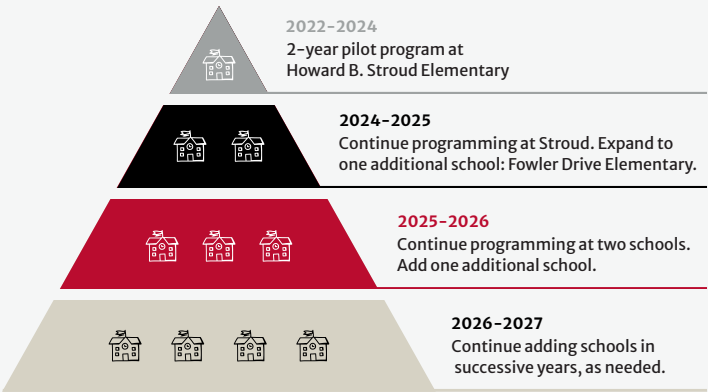 2022-2024
2-year pilot program at
Howard B. Stroud Elementary
2024-2025
Continue programming at Stroud. Expand to
one additional school: Fowler Drive Elementary.
2025-2026
Continue programming at two schools.
Add one additional school.
2026-2027
Continue adding schools in
successive years, as needed.